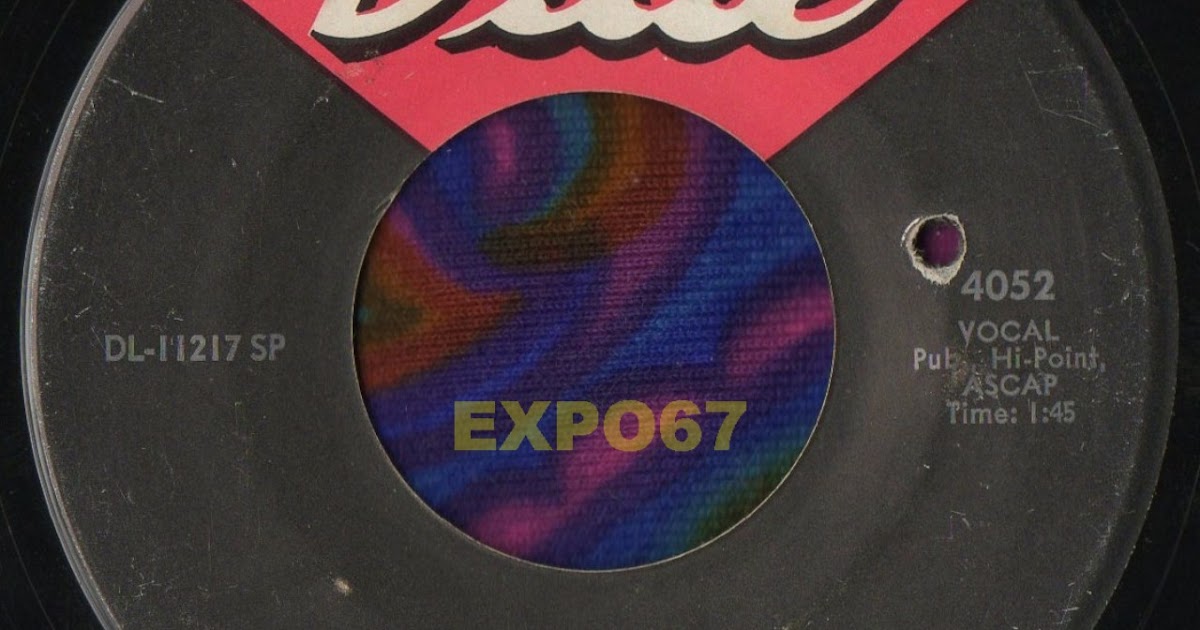 DL-11217 SP
4052
VOCAL
Hi-Point,
ASCAP
Time: 1:45
EXPO67